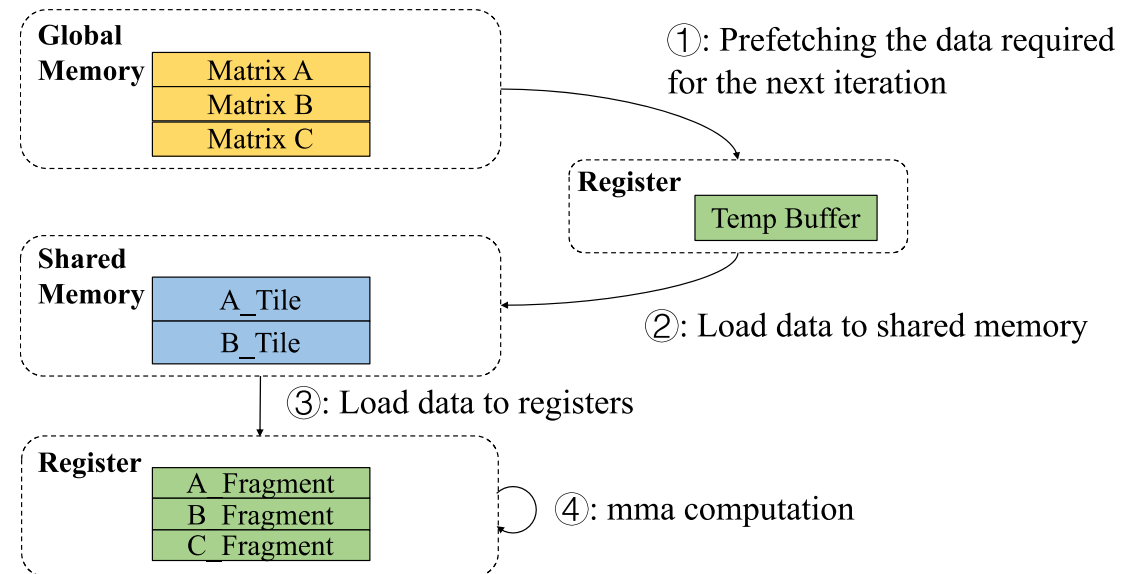 Global
Memory
Matrix A
Matrix B
Matrix C
①: Prefetching the data required
for the next iteration
Register
Temp Buffer
Shared
Memory
A_Tile
B_Tile
②: Load data to shared memory
③: Load data to registers
Register
A_Fragment
B_Fragment
C_Fragment
④: mma computation